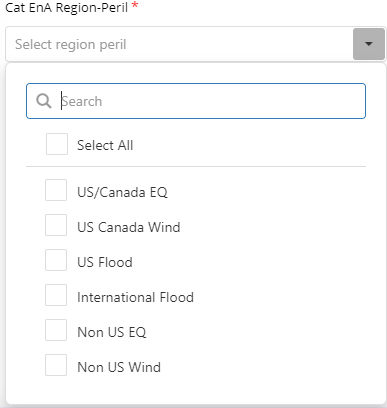 Cat EnA Region-Peril *
Select region peril
Search
Select All
US/Canada EQ
US Canada Wind
US Flood
International Flood
Non US EQ
Non US Wind